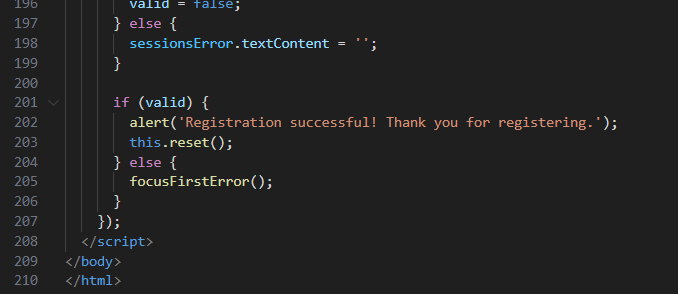 196 valid = false;
197 } else {
198 sessionsError.textContent = '';
199 }
200
201 if (valid) {
202 alert('Registration successful! Thank you for registering.');
203 this.reset();
204 } else {
205 focusFirstError();
206 }
207 });
208 </script>
209 </body>
210 </html>